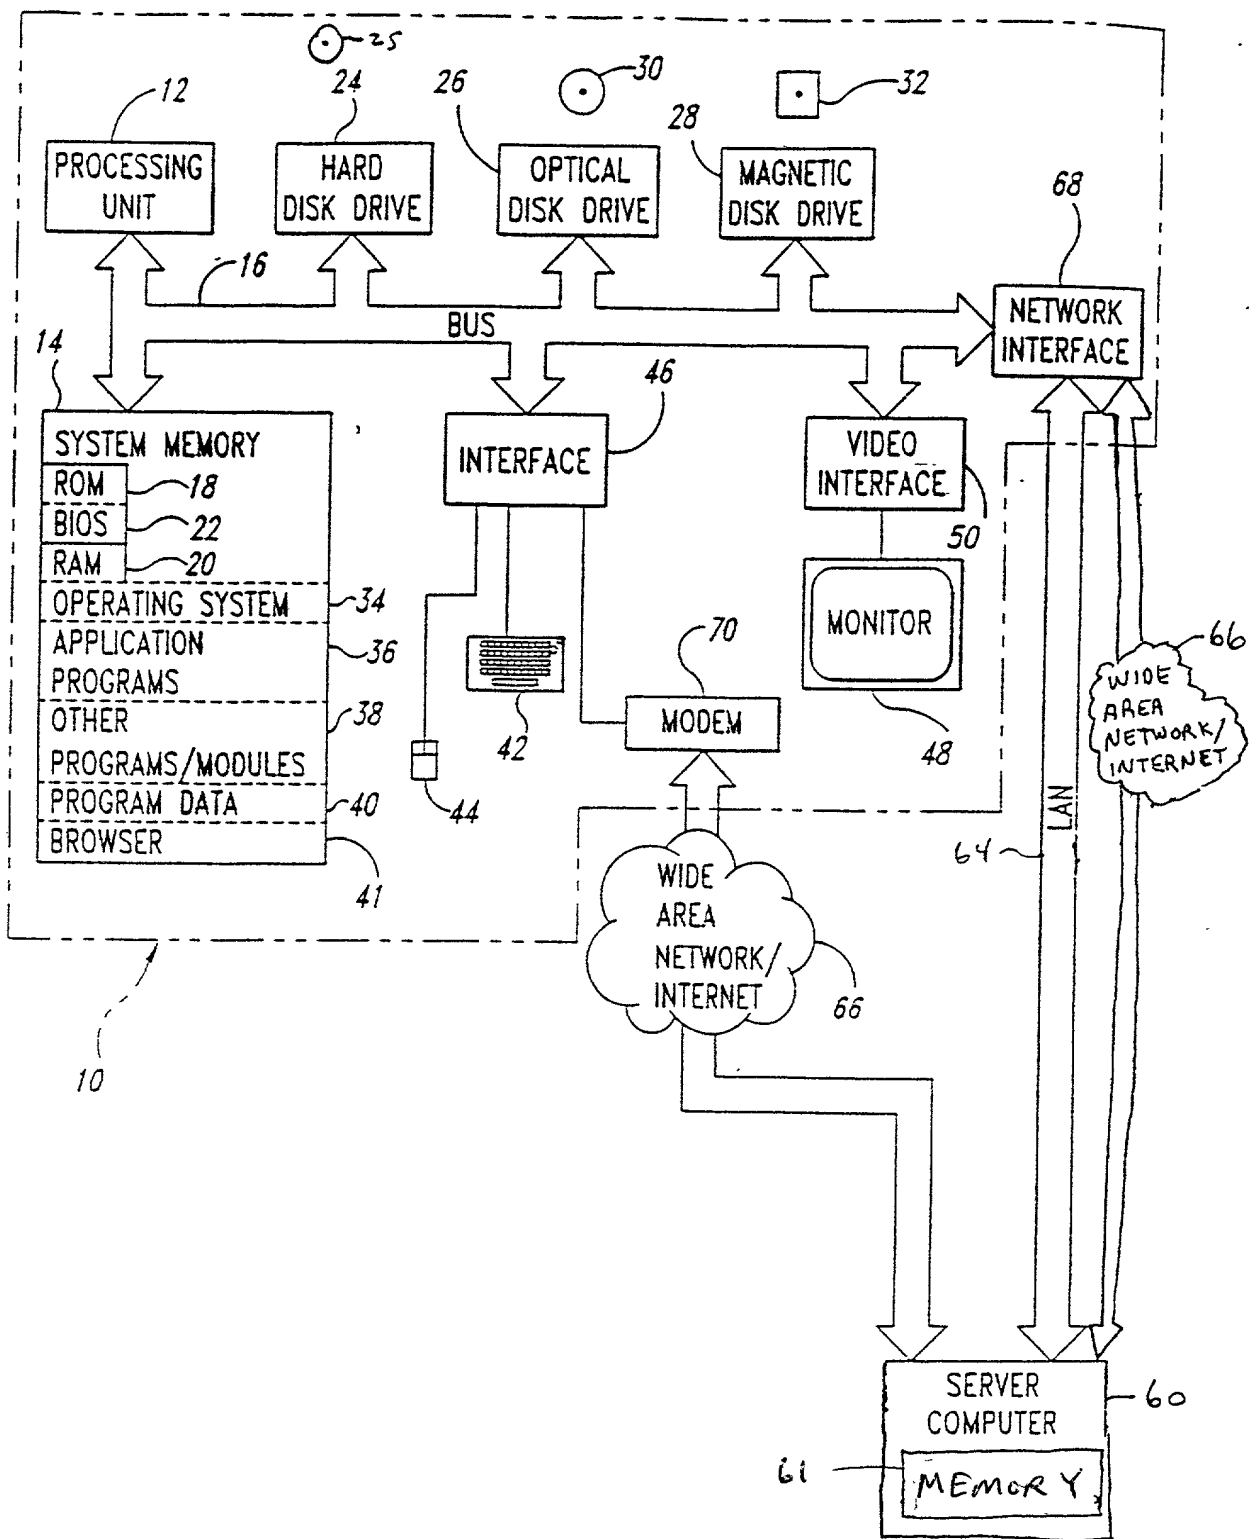 25
12
24
26
30
28
32
PROCESSING
UNIT
HARD
DISK DRIVE
OPTICAL
DISK DRIVE
MAGNETIC
DISK DRIVE
68
16
BUS
NETWORK
INTERFACE
14
46
SYSTEM MEMORY
ROM
18
BIOS
22
RAM
20
OPERATING SYSTEM
34
APPLICATION
PROGRAMS
36
OTHER
PROGRAMS/MODULES
38
PROGRAM DATA
40
BROWSER
41
INTERFACE
VIDEO
INTERFACE
50
MONITOR
48
70
MODEM
42
44
66
WIDE
AREA
NETWORK/
INTERNET
LAN
64
WIDE
AREA
NETWORK/
INTERNET
66
10
SERVER
COMPUTER
60
61
MEMORY